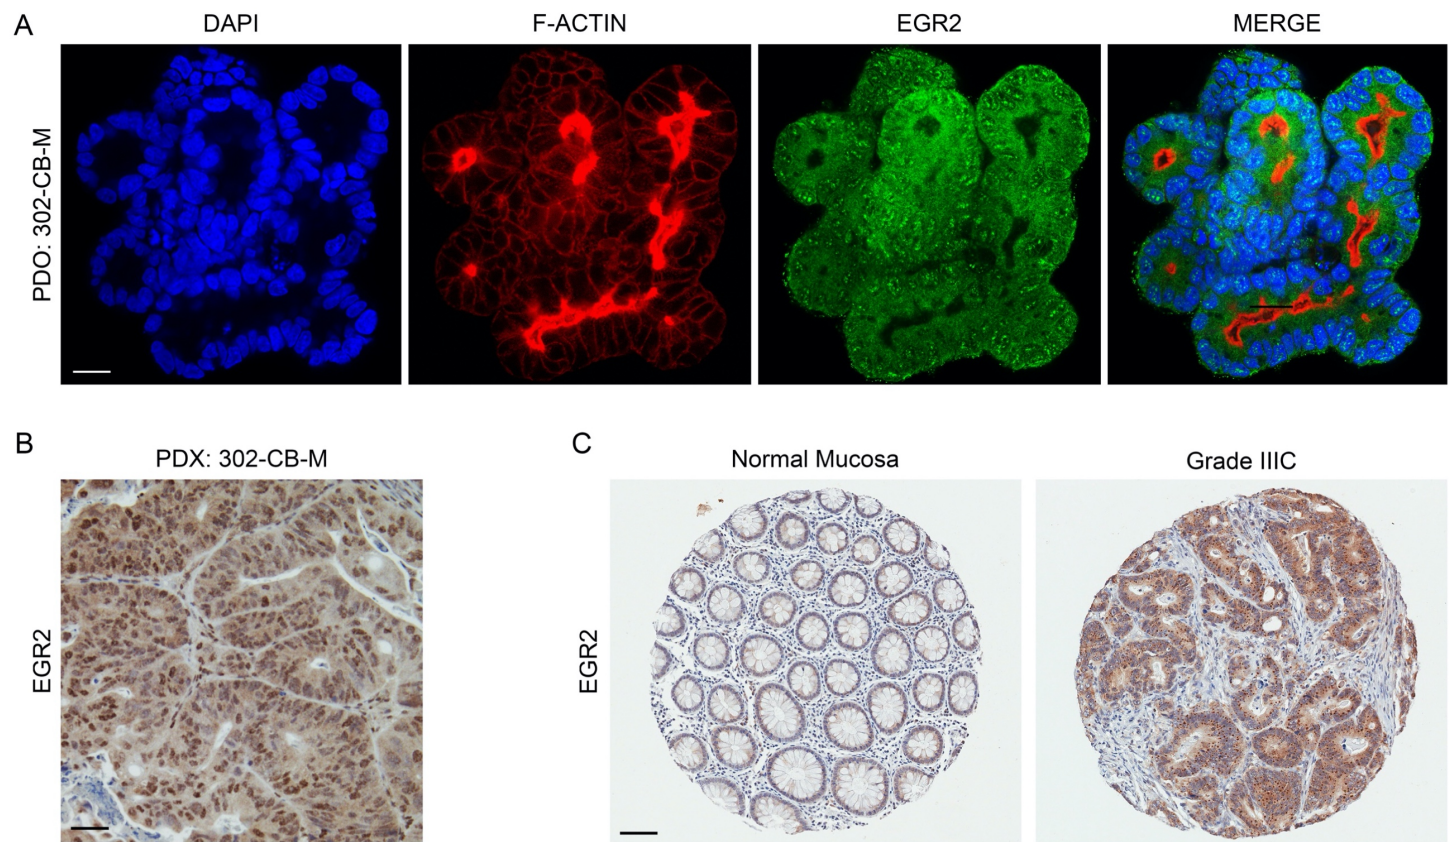 A
DAPI
F-ACTIN
EGR2
MERGE
PDO: 302-CB-M
B
PDX: 302-CB-M
EGR2
C
Normal Mucosa
Grade IIIC
EGR2